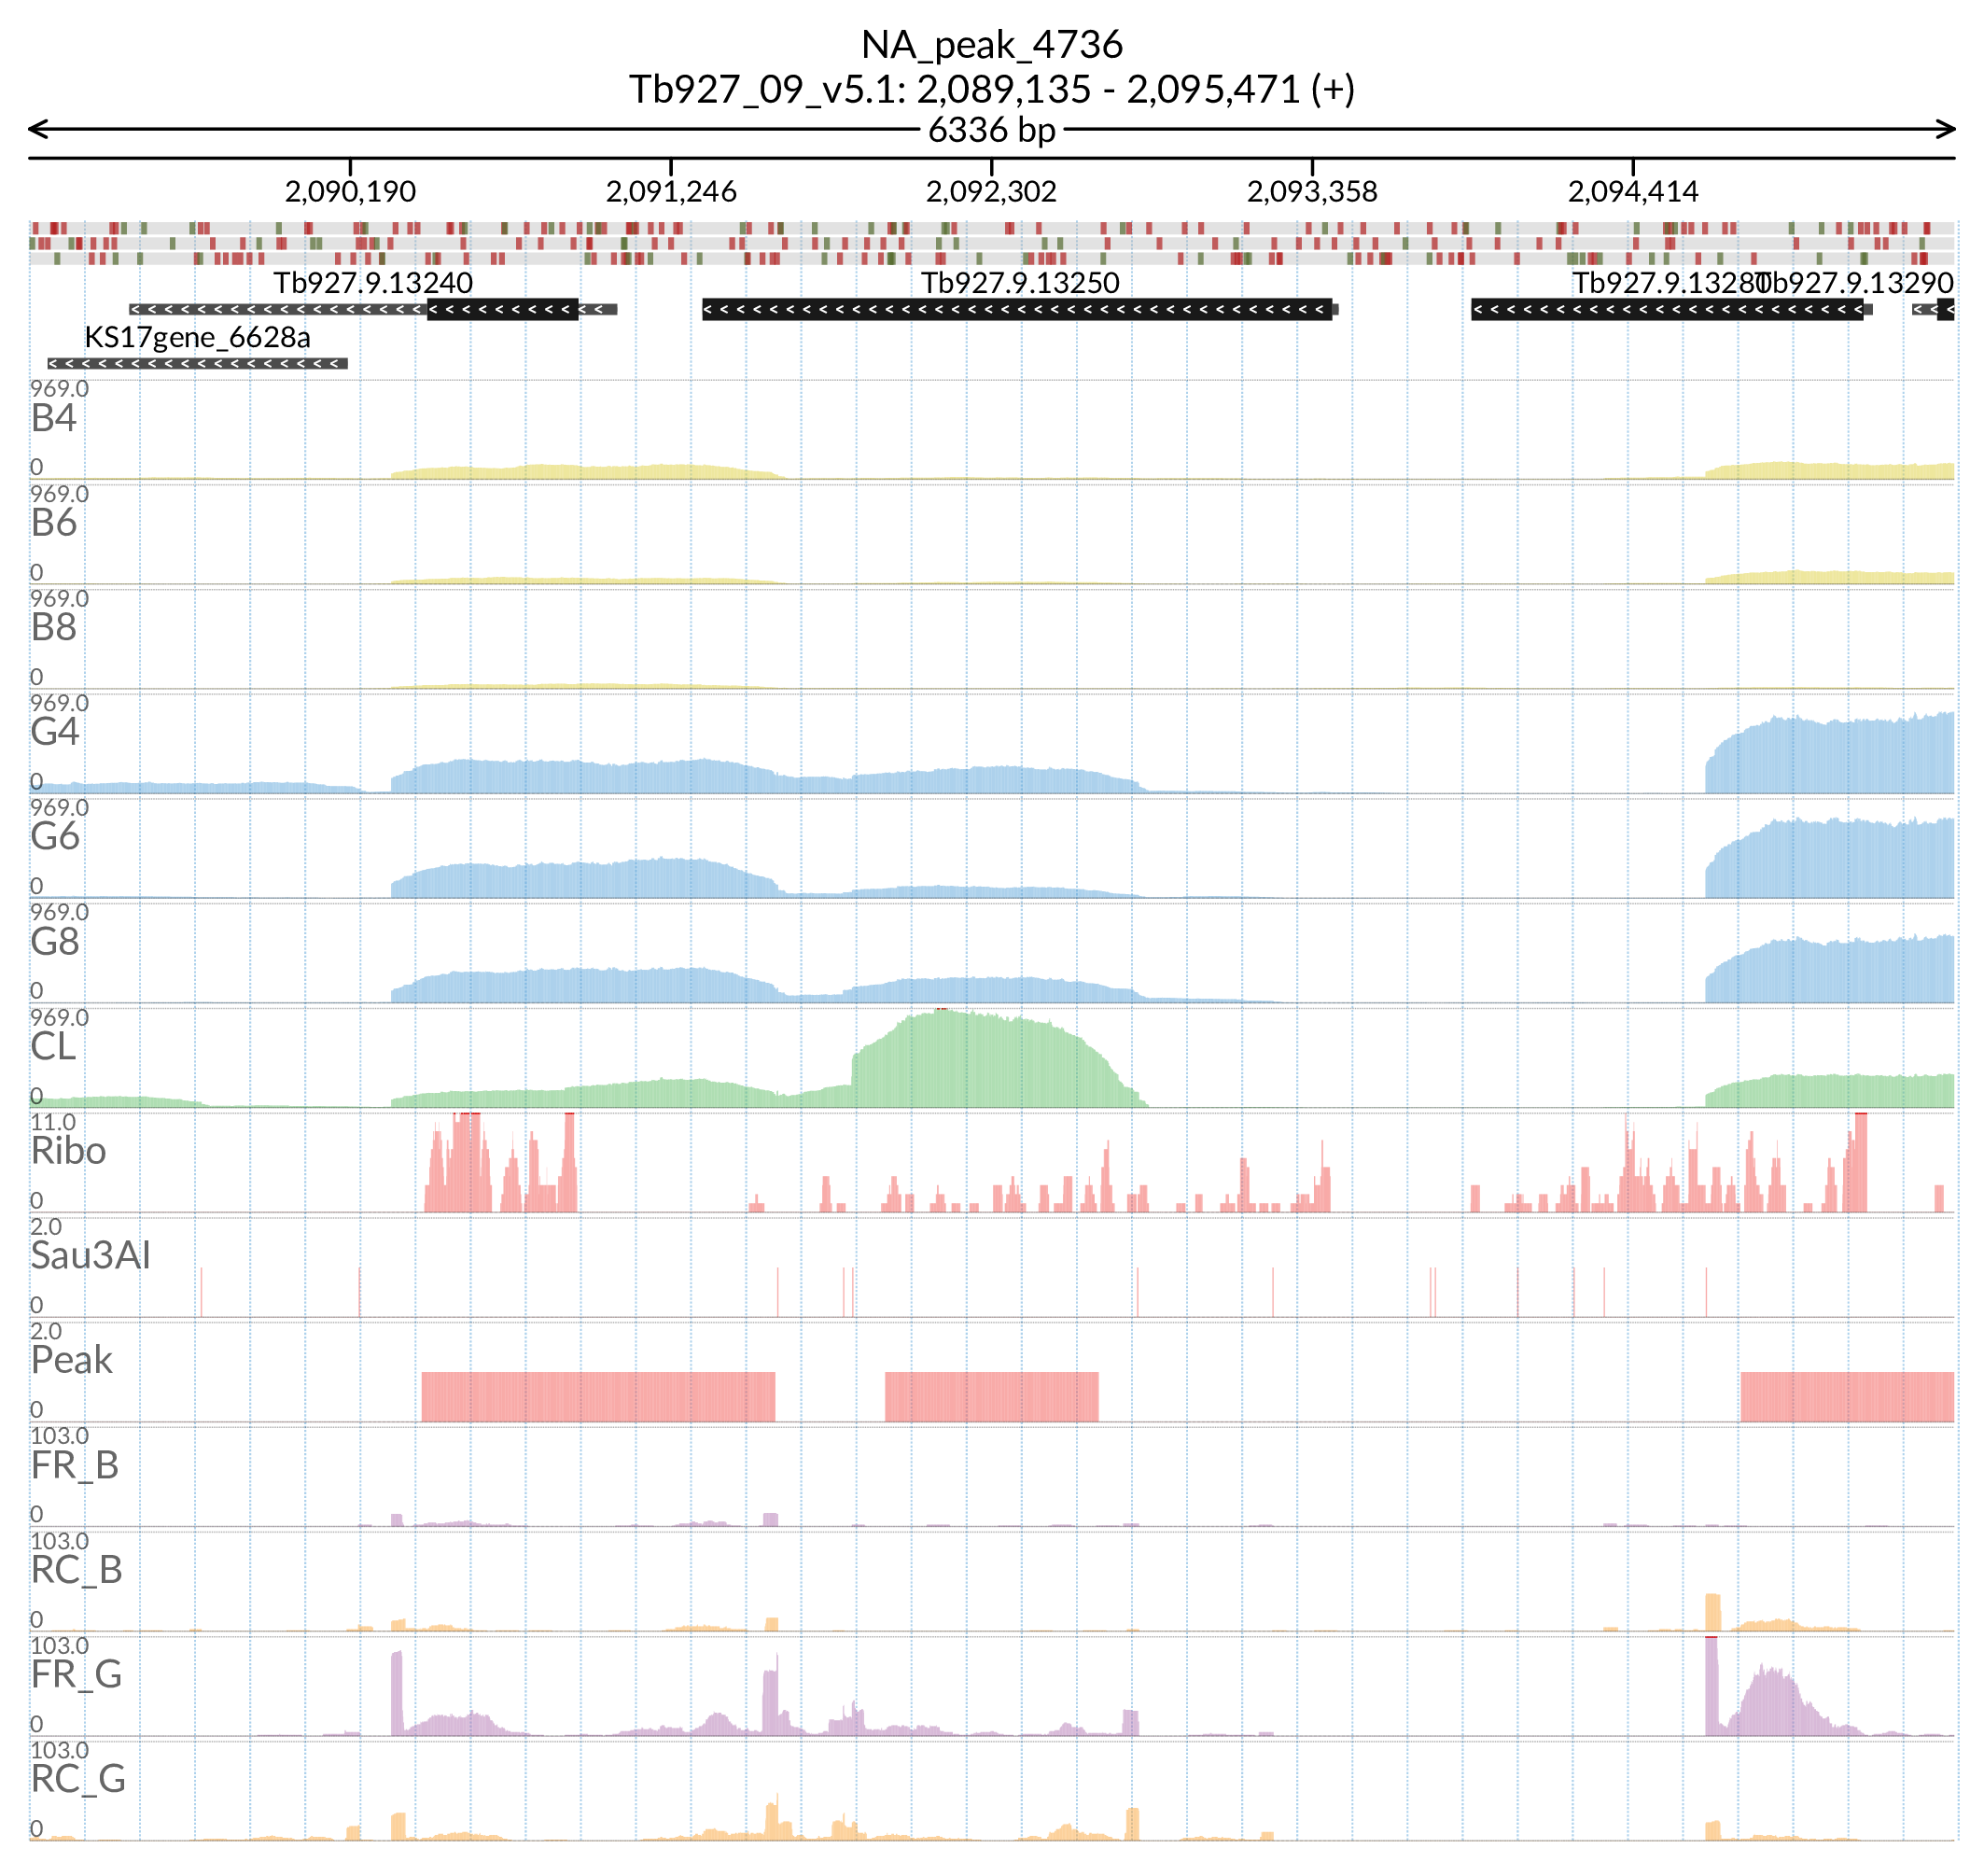 NA_peak_4736
Tb927_09_v5.1: 2,089,135 - 2,095,471 (+)
6336 bp
2,090,190 2,091,246 2,092,302 2,093,358 2,094,414
Tb927.9.13240 Tb927.9.13250 Tb927.9.13280 Tb927.9.13290
KS17gene_6628a
969.0
B4
0
969.0
B6
0
969.0
B8
0
969.0
G4
0
969.0
G6
0
969.0
G8
0
969.0
CL
0
11.0
Ribo
0
2.0
Sau3AI
0
2.0
Peak
0
103.0
FR_B
0
103.0
RC_B
0
103.0
FR_G
0
103.0
RC_G
0